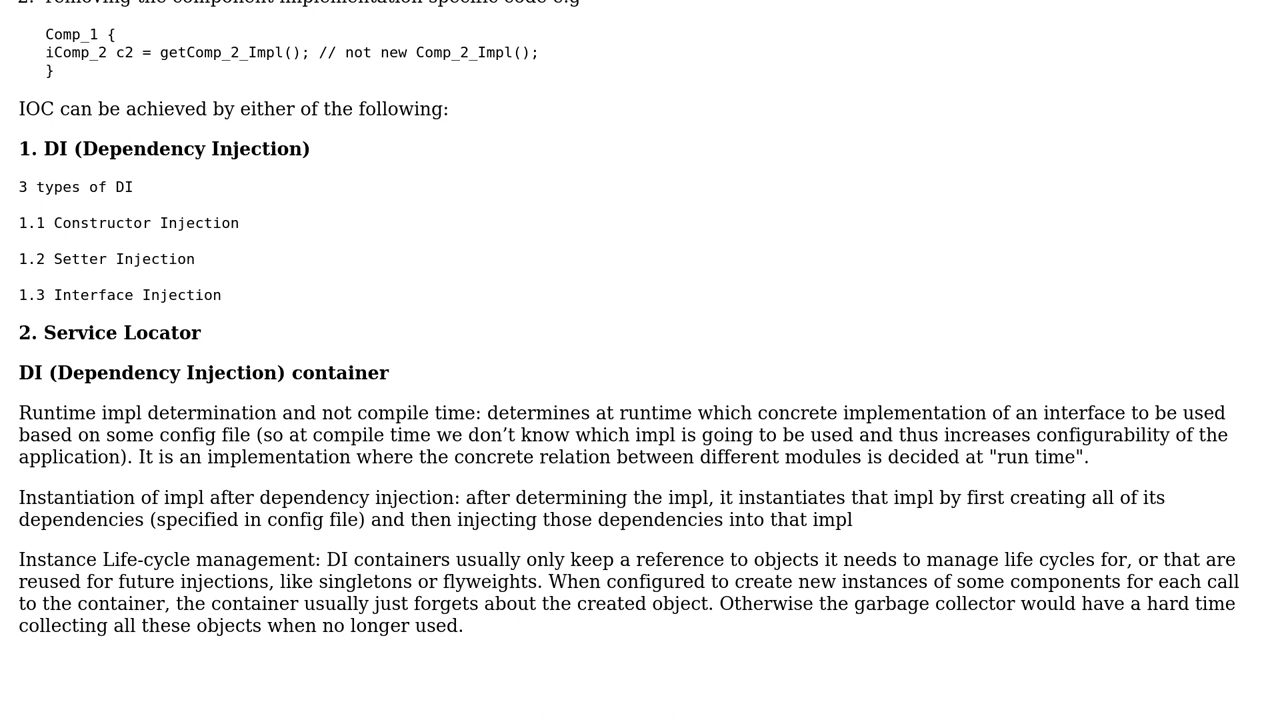 2. removing the component implementation specific code e.g
Comp_1 {
iComp_2 c2 = getComp_2_Impl(); // not new Comp_2_Impl();
}
IOC can be achieved by either of the following:
1. DI (Dependency Injection)
3 types of DI
1.1 Constructor Injection
1.2 Setter Injection
1.3 Interface Injection
2. Service Locator
DI (Dependency Injection) container
Runtime impl determination and not compile time: determines at runtime which concrete implementation of an interface to be used
based on some config file (so at compile time we don’t know which impl is going to be used and thus increases configurability of the
application). It is an implementation where the concrete relation between different modules is decided at "run time".
Instantiation of impl after dependency injection: after determining the impl, it instantiates that impl by first creating all of its
dependencies (specified in config file) and then injecting those dependencies into that impl
Instance Life-cycle management: DI containers usually only keep a reference to objects it needs to manage life cycles for, or that are
reused for future injections, like singletons or flyweights. When configured to create new instances of some components for each call
to the container, the container usually just forgets about the created object. Otherwise the garbage collector would have a hard time
collecting all these objects when no longer used.